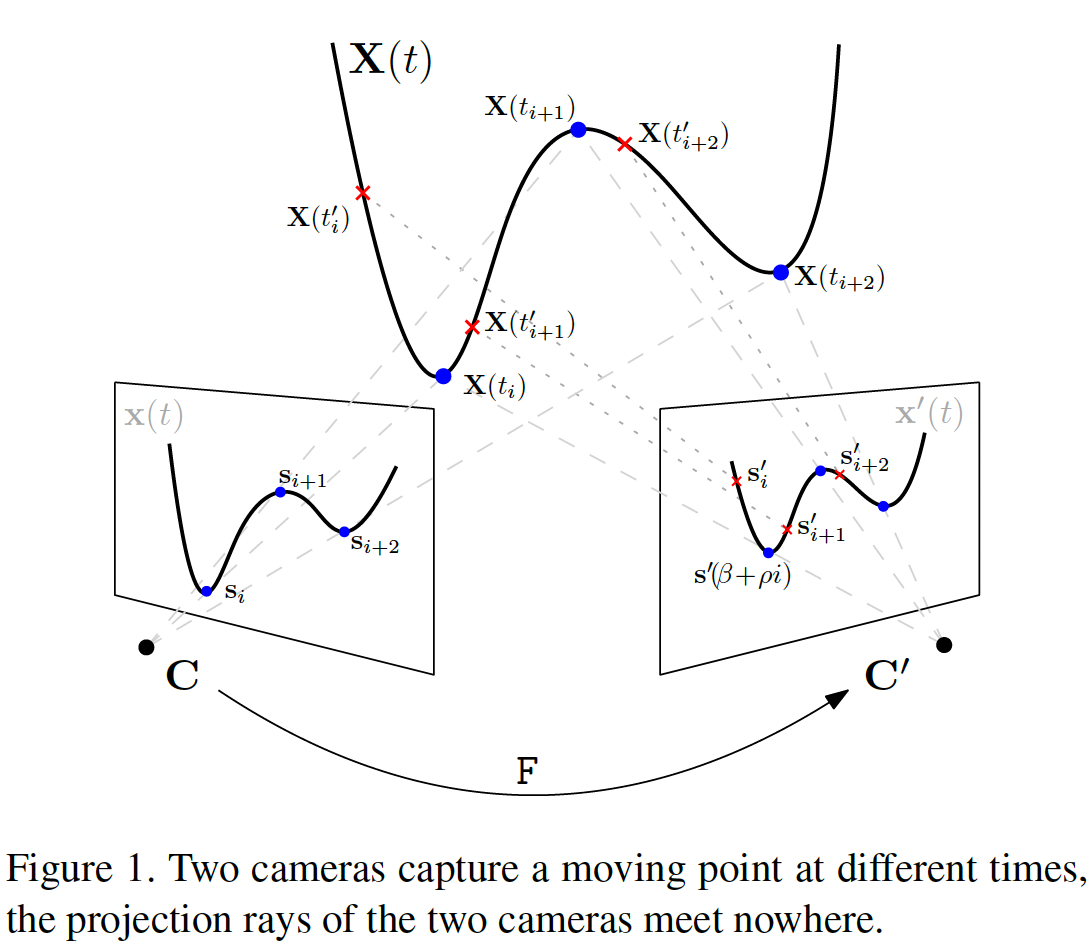 X(t)
X(t_{i+1})
X(t'_{i+2})
X(t'_i)
X(t_{i+2})
X(t'_{i+1})
X(t_i)
x(t)
x'(t)
s_{i+1}
s'_{i+2}
s'_i
s'_{i+1}
s_{i+2}
s'(β+ρi)
s_i
C
C'
F
Figure 1. Two cameras capture a moving point at different times,
the projection rays of the two cameras meet nowhere.